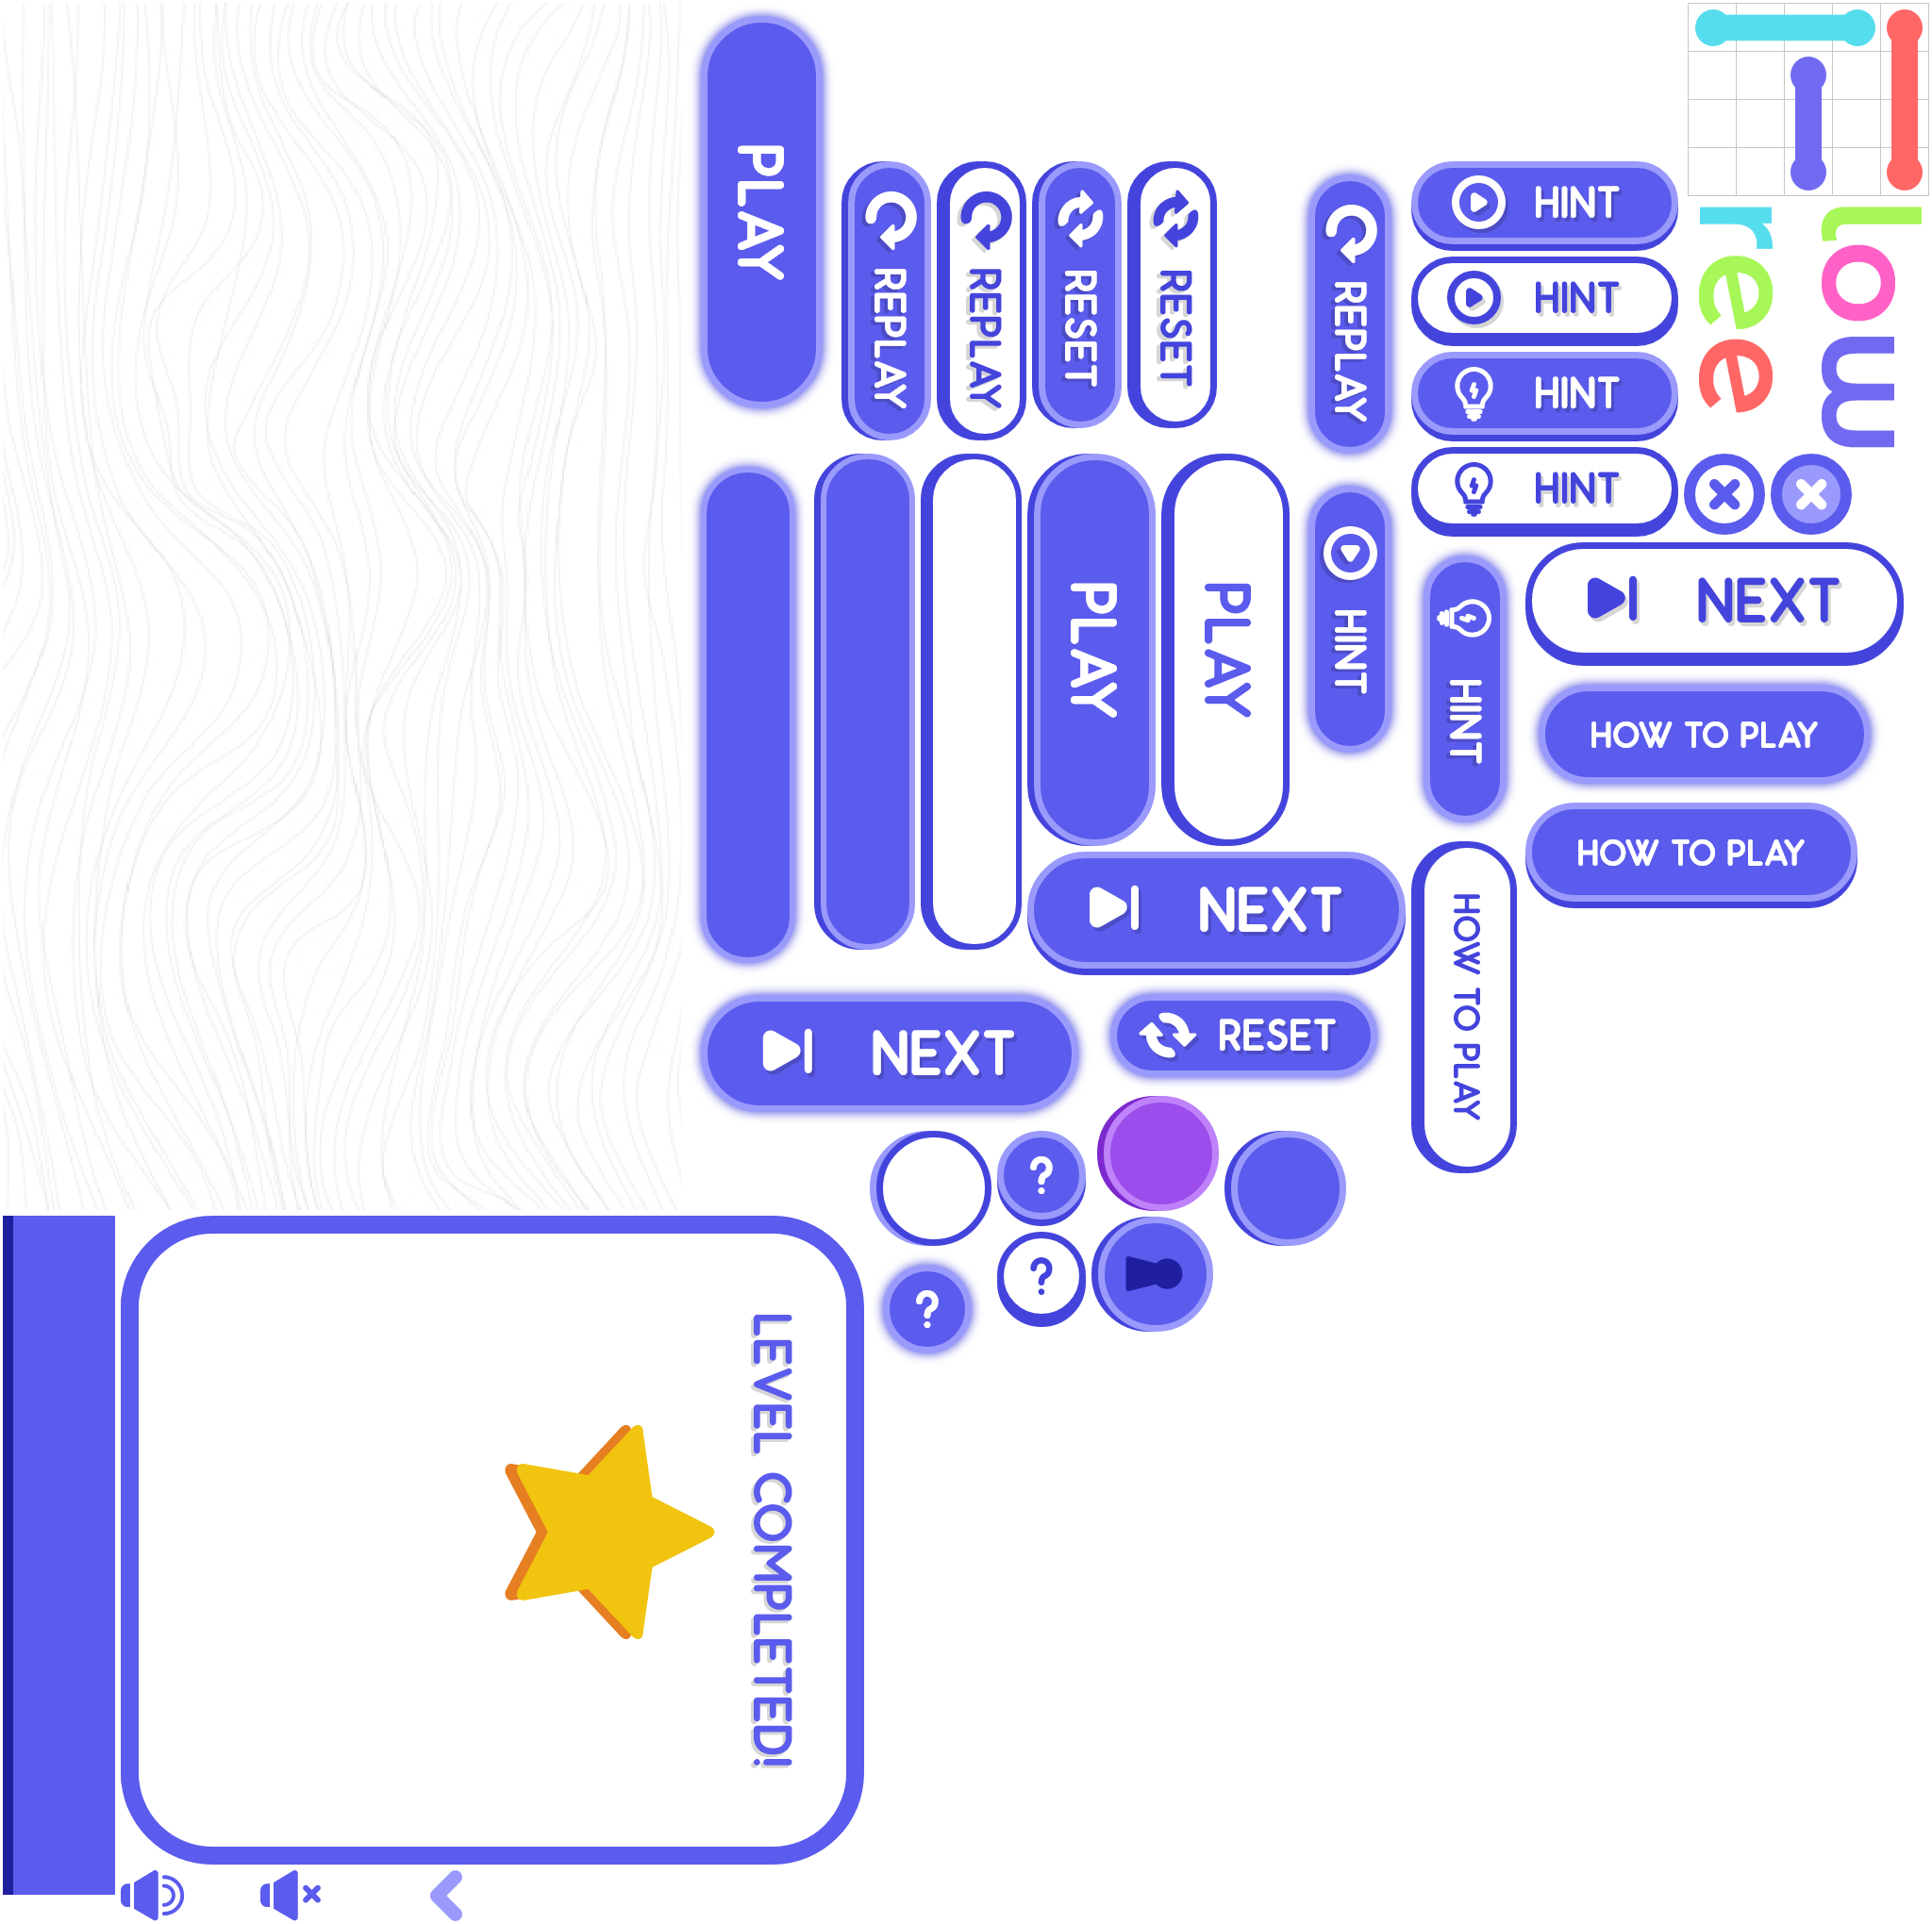 PLAY
REPLAY
REPLAY
RESET
RESET
REPLAY
HINT
HINT
HINT
HINT
Flow
ree
PLAY
PLAY
HINT
HINT
NEXT
HOW TO PLAY
HOW TO PLAY
NEXT
HOW TO PLAY
NEXT
RESET
?
?
?
LEVEL COMPLETED!